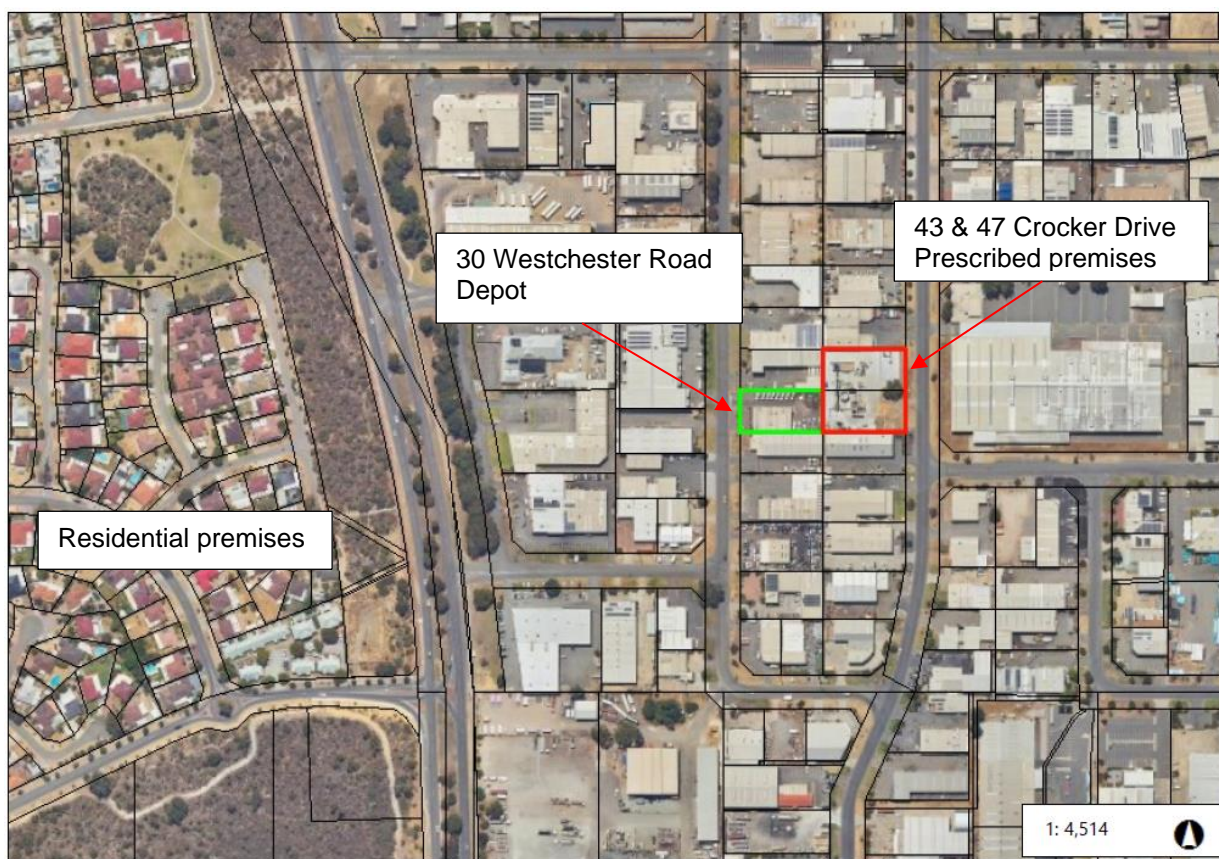 43 & 47 Crocker Drive
Prescribed premises
30 Westchester Road
Depot
Residential premises
1: 4,514